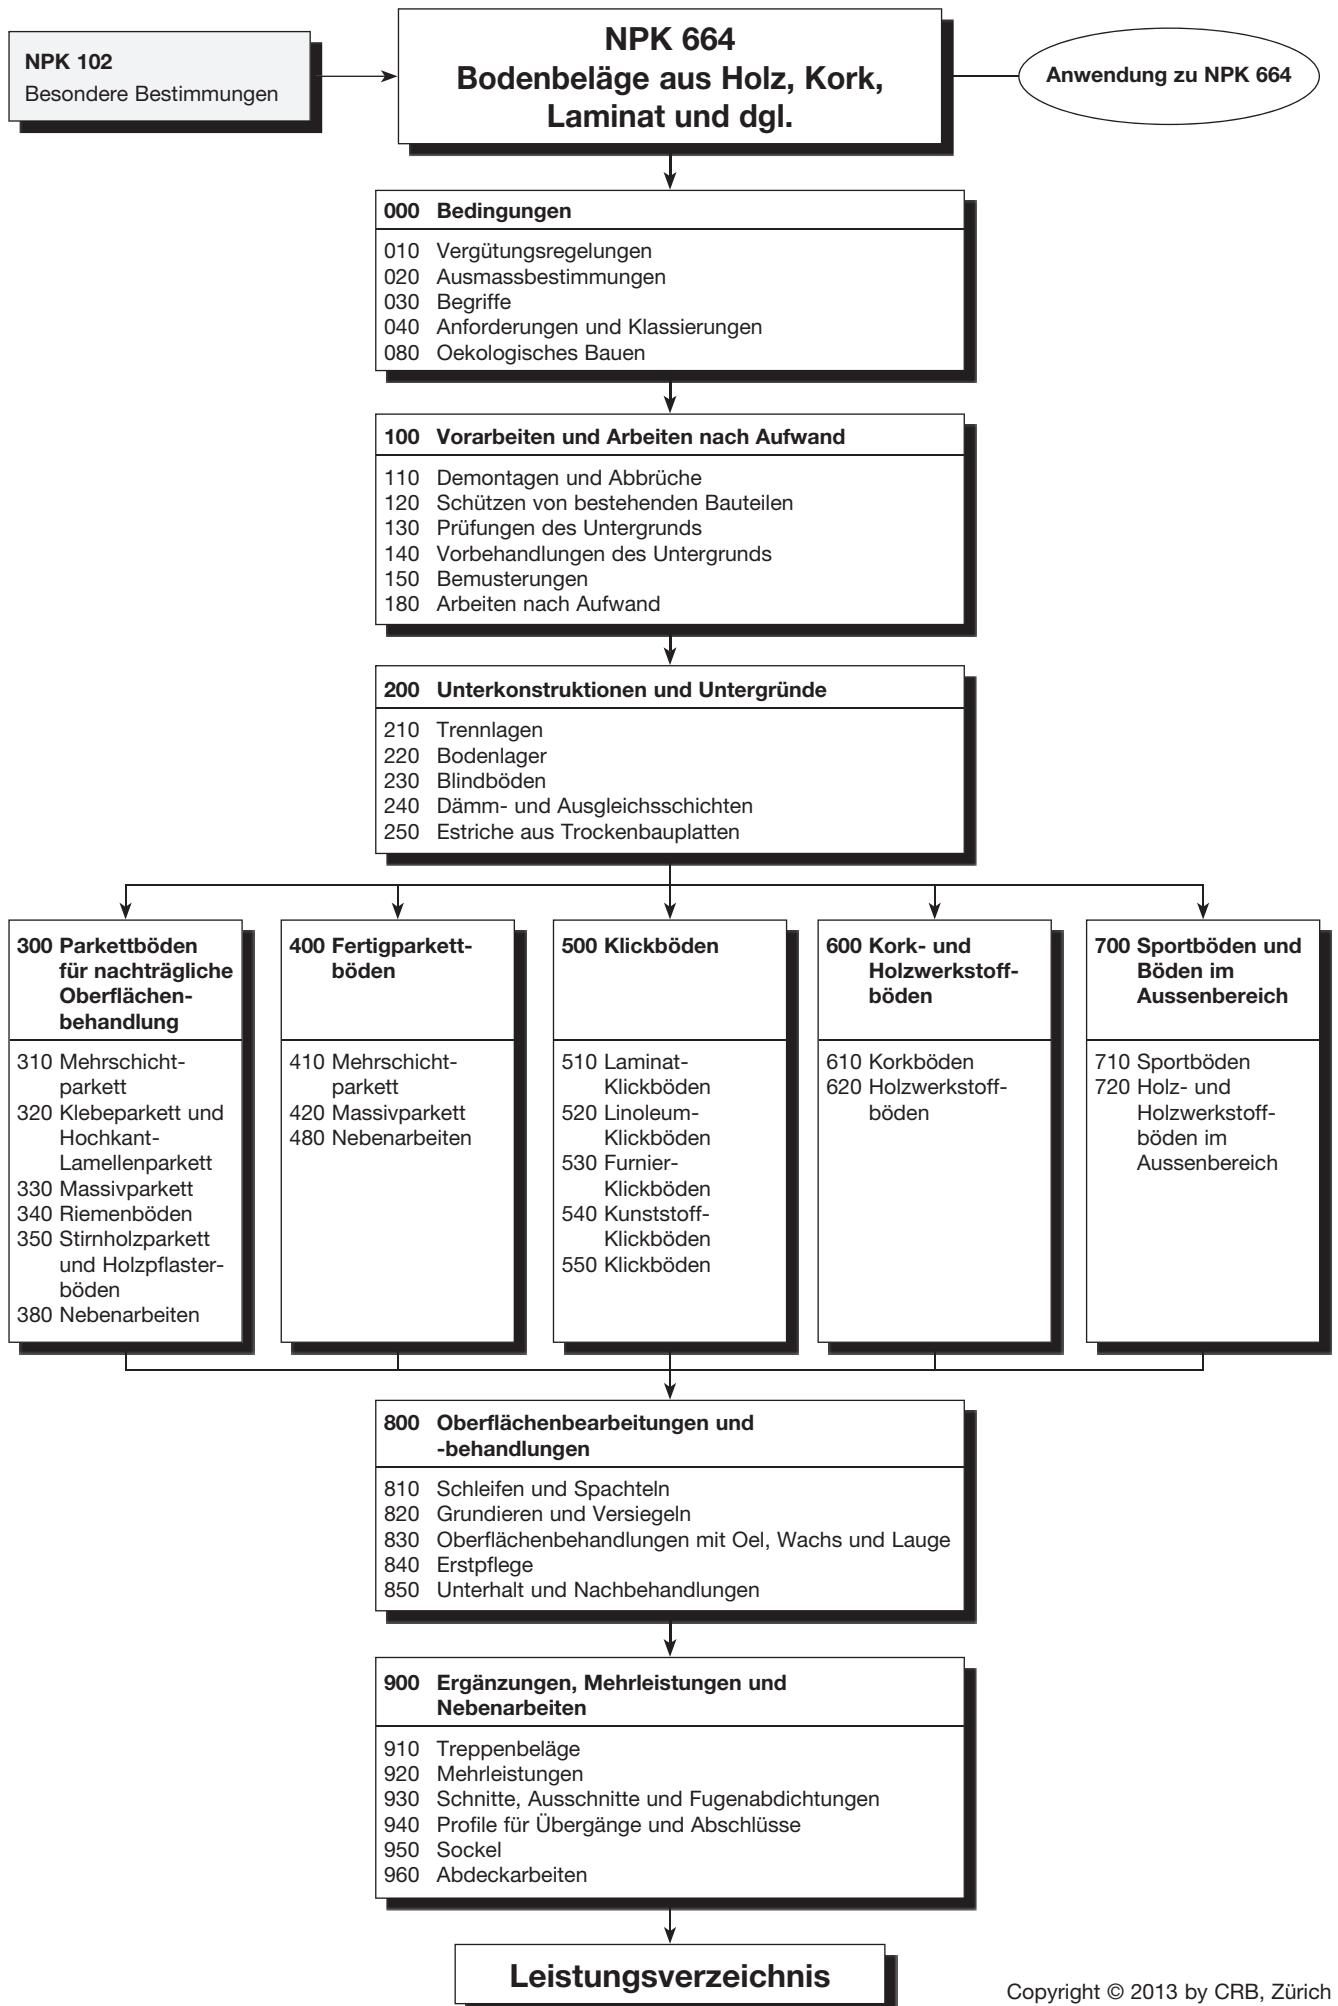 NPK 102
Besondere Bestimmungen
NPK 664
Bodenbeläge aus Holz, Kork,
Laminat und dgl.
Anwendung zu NPK 664
000 Bedingungen
010 Vergütungsregelungen
020 Ausmassbestimmungen
030 Begriffe
040 Anforderungen und Klassierungen
080 Oekologisches Bauen
100 Vorarbeiten und Arbeiten nach Aufwand
110 Demontagen und Abbrüche
120 Schützen von bestehenden Bauteilen
130 Prüfungen des Untergrunds
140 Vorbehandlungen des Untergrunds
150 Bemusterungen
180 Arbeiten nach Aufwand
200 Unterkonstruktionen und Untergründe
210 Trennlagen
220 Bodenlager
230 Blindböden
240 Dämm- und Ausgleichsschichten
250 Estriche aus Trockenbauplatten
300 Parkettböden
für nachträgliche
Oberflächen-
behandlung
310 Mehrschicht-
parkett
320 Klebeparkett und
Hochkant-
Lamellenparkett
330 Massivparkett
340 Riemenböden
350 Stirnholzparkett
und Holzpflaster-
böden
380 Nebenarbeiten
400 Fertigparkett-
böden
410 Mehrschicht-
parkett
420 Massivparkett
480 Nebenarbeiten
500 Klickböden
510 Laminat-
Klickböden
520 Linoleum-
Klickböden
530 Furnier-
Klickböden
540 Kunststoff-
Klickböden
550 Klickböden
600 Kork- und
Holzwerkstoff-
böden
610 Korkböden
620 Holzwerkstoff-
böden
700 Sportböden und
Böden im
Aussenbereich
710 Sportböden
720 Holz- und
Holzwerkstoff-
böden im
Aussenbereich
800 Oberflächenbearbeitungen und
-behandlungen
810 Schleifen und Spachteln
820 Grundieren und Versiegeln
830 Oberflächenbehandlungen mit Oel, Wachs und Lauge
840 Erstpflege
850 Unterhalt und Nachbehandlungen
900 Ergänzungen, Mehrleistungen und
Nebenarbeiten
910 Treppenbeläge
920 Mehrleistungen
930 Schnitte, Ausschnitte und Fugenabdichtungen
940 Profile für Übergänge und Abschlüsse
950 Sockel
960 Abdeckarbeiten
Leistungsverzeichnis
Copyright © 2013 by CRB, Zürich